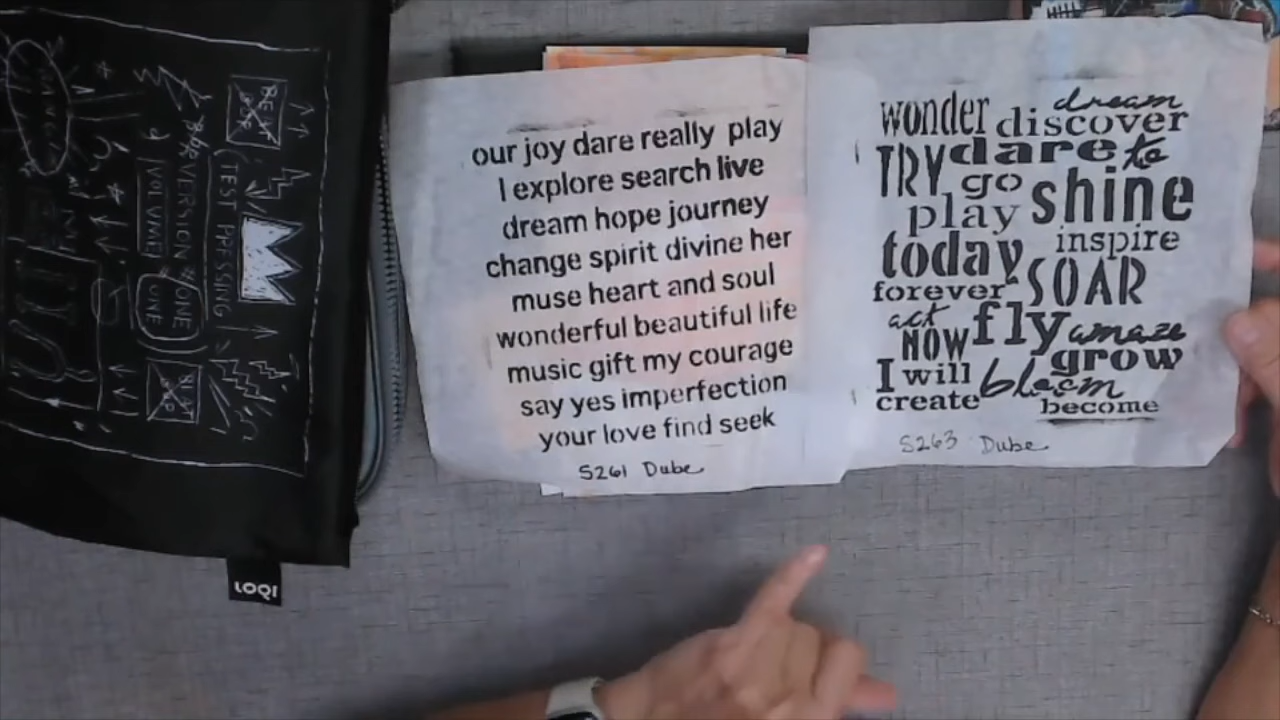 our joy dare really play
I explore search live
dream hope journey
change spirit divine her
muse heart and soul
wonderful beautiful life
music gift my courage
say yes imperfection
your love find seek
S261 Dube
wonder dream
discover
TRY dare to
go shine
play
today inspire
forever SOAR
act fly amaze
NOW grow
I will bloom
create become
S263 Dube
TEST PRESSING
VERSION ONE
VOLUME ONE
LOQI